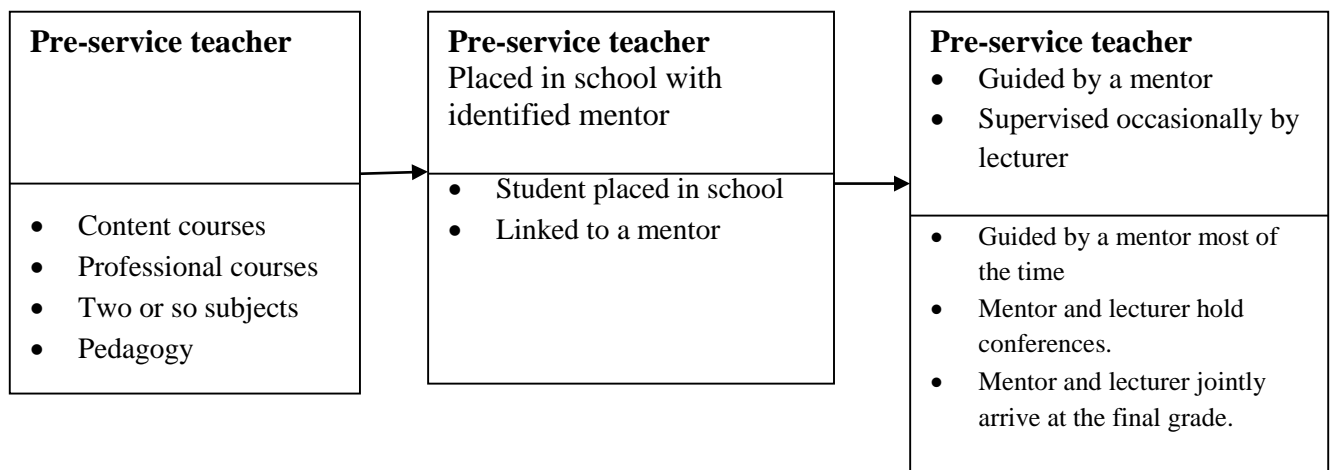 Pre-service teacher
• Content courses
• Professional courses
• Two or so subjects
• Pedagogy
Pre-service teacher
Placed in school with
identified mentor
• Student placed in school
• Linked to a mentor
Pre-service teacher
• Guided by a mentor
• Supervised occasionally by
lecturer
• Guided by a mentor most of
the time
• Mentor and lecturer hold
conferences.
• Mentor and lecturer jointly
arrive at the final grade.